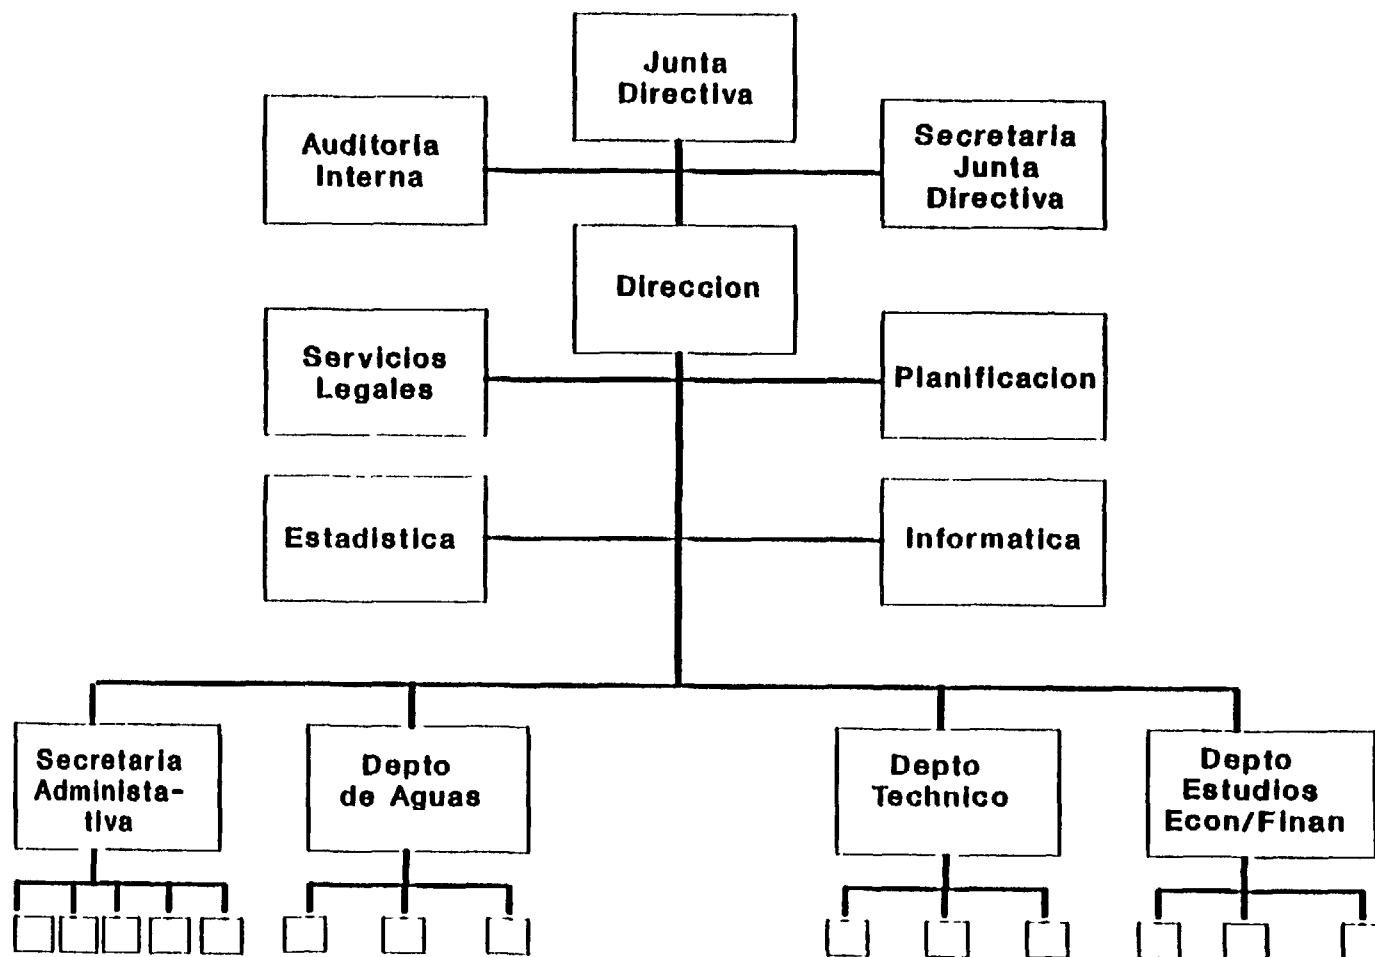 Junta
Directiva
Auditoria
Interna
Secretaria
Junta
Directiva
Direccion
Servicios
Legales
Planificacion
Estadistica
Informatica
Secretaria
Administa-
tiva
Depto
de Aguas
Depto
Technico
Depto
Estudios
Econ/Finan